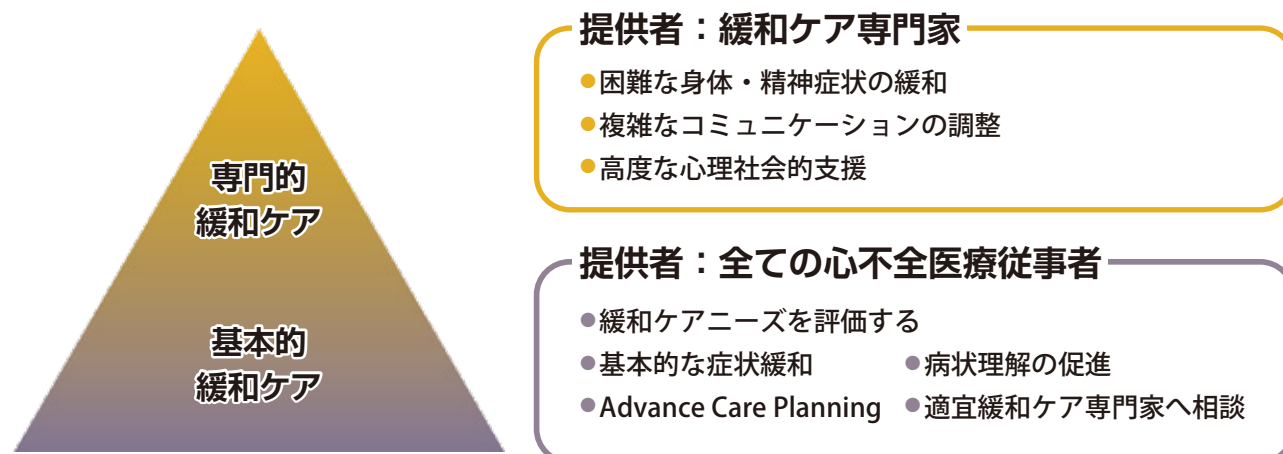 専門的
緩和ケア
基本的
緩和ケア
提供者：緩和ケア専門家
●困難な身体・精神症状の緩和
●複雑なコミュニケーションの調整
●高度な心理社会的支援
提供者：全ての心不全医療従事者
●緩和ケアニーズを評価する
●基本的な症状緩和 ●病状理解の促進
●Advance Care Planning ●適宜緩和ケア専門家へ相談